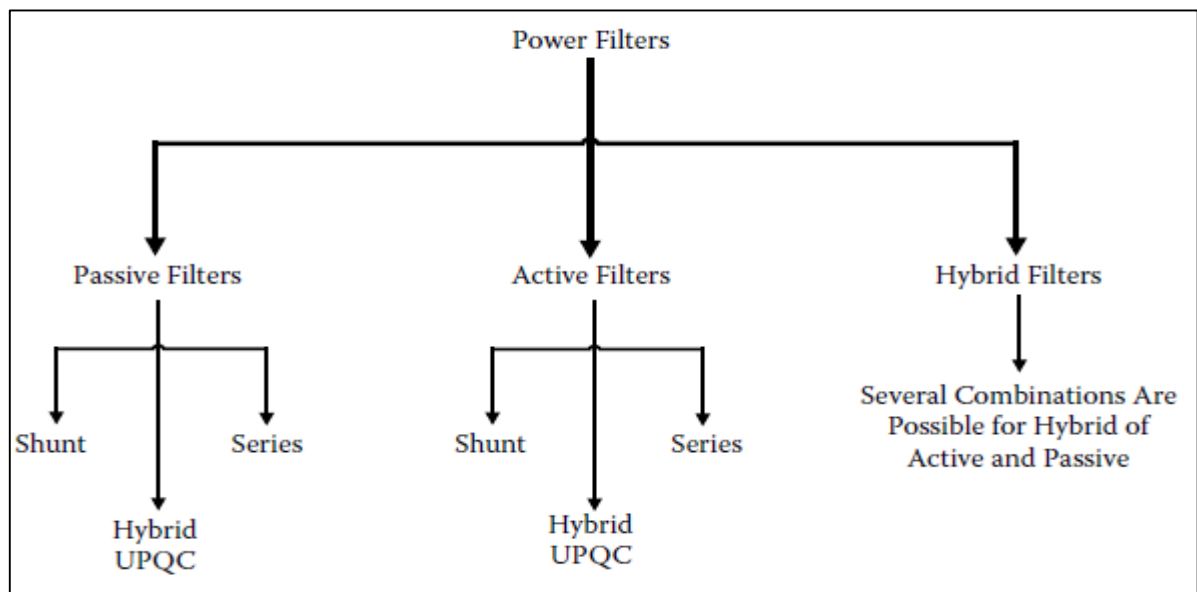 Power Filters
Passive Filters
Active Filters
Hybrid Filters
Shunt
Series
Hybrid
UPQC
Shunt
Series
Hybrid
UPQC
Several Combinations Are
Possible for Hybrid of
Active and Passive